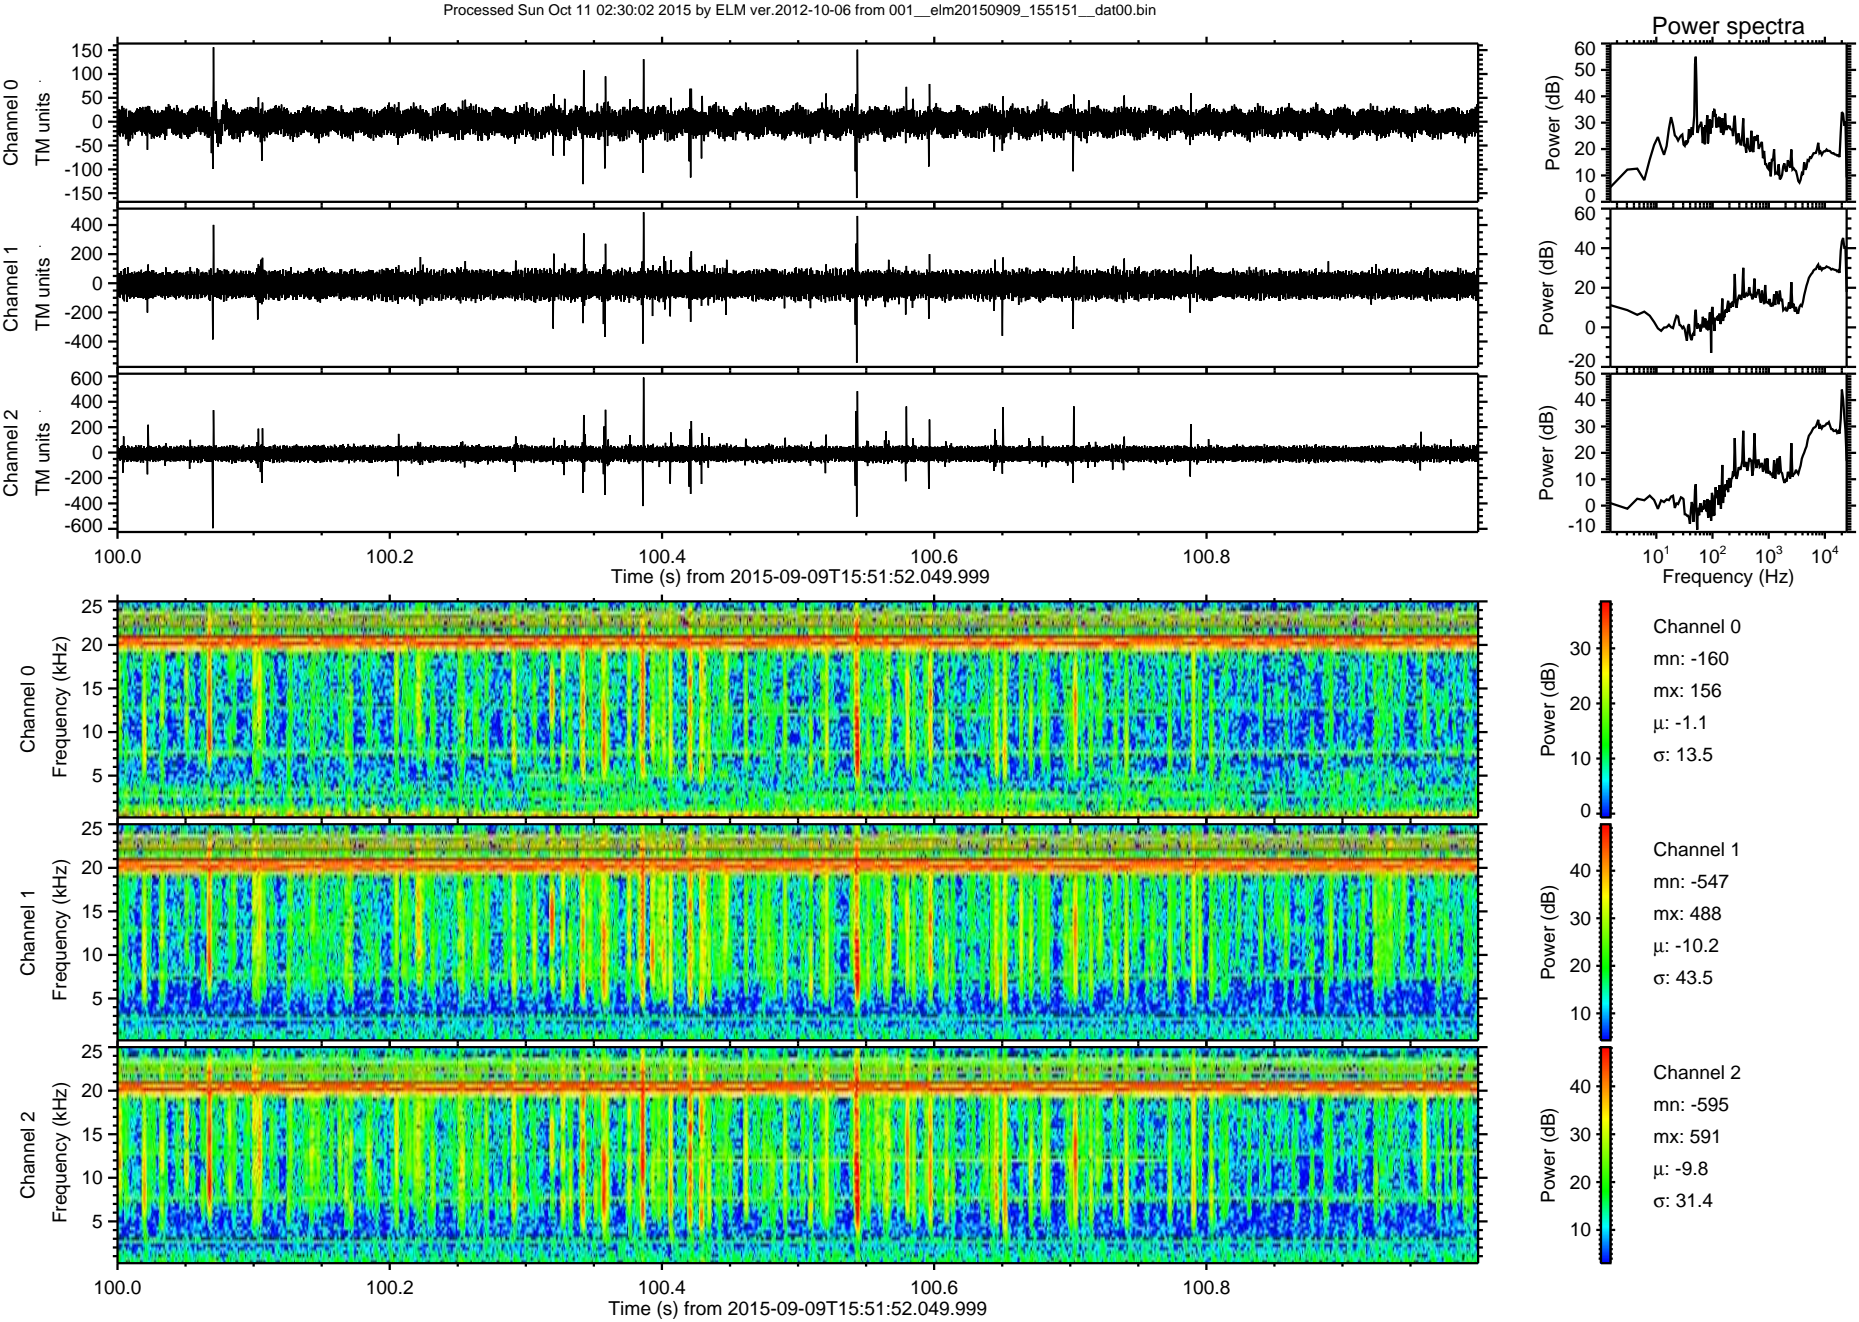 Processed Sun Oct 11 02:30:02 2015 by ELM ver.2012-10-06 from 001__elm20150909_155151__dat00.bin
Power spectra
Channel 0
TM units
150
100
50
0
-50
-100
-150
Power (dB)
60
50
40
30
20
10
0
Channel 1
TM units
400
200
0
-200
-400
Power (dB)
60
40
20
0
-20
Channel 2
TM units
600
400
200
0
-200
-400
-600
Power (dB)
50
40
30
20
10
0
-10
100.0 100.2 100.4 100.6 100.8
Time (s) from 2015-09-09T15:51:52.049.999
10^1 10^2 10^3 10^4
Frequency (Hz)
Channel 0
Frequency (kHz)
25
20
15
10
5
Power (dB)
30
20
10
0
Channel 0
mn: -160
mx: 156
μ: -1.1
σ: 13.5
Channel 1
Frequency (kHz)
25
20
15
10
5
Power (dB)
40
30
20
10
Channel 1
mn: -547
mx: 488
μ: -10.2
σ: 43.5
Channel 2
Frequency (kHz)
25
20
15
10
5
Power (dB)
40
30
20
10
Channel 2
mn: -595
mx: 591
μ: -9.8
σ: 31.4
100.0 100.2 100.4 100.6 100.8
Time (s) from 2015-09-09T15:51:52.049.999